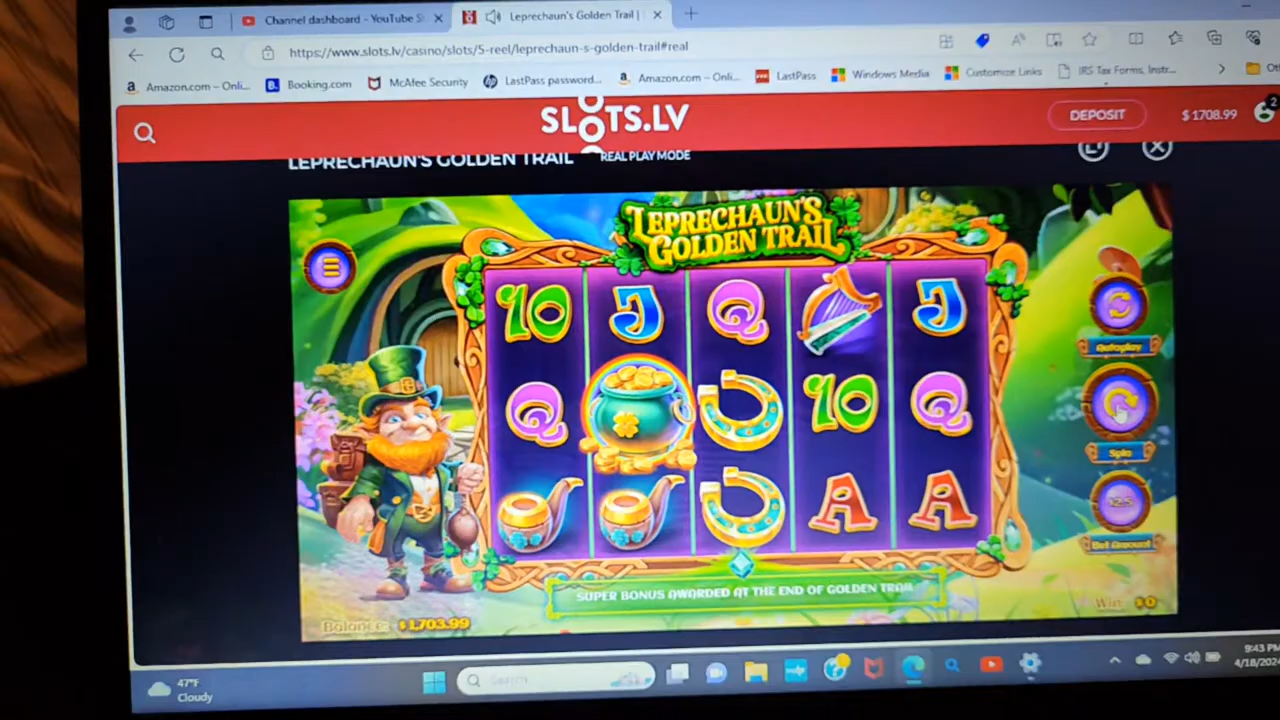 Channel dashboard - YouTube S
Leprechaun's Golden Trail |
https://www.slots.lv/casino/slots/5-reel/leprechaun-s-golden-trail#real
Amazon.com – Onli...
Booking.com
McAfee Security
LastPass password...
Amazon.com – Onli...
LastPass
Windows Media
Customize Links
IRS Tax Forms, Instr...
SLOTS.LV
DEPOSIT
$ 1708.99
2
LEPRECHAUN'S GOLDEN TRAIL
REAL PLAY MODE
LEPRECHAUN'S
GOLDEN TRAIL
10 J Q J
Autoplay
Q 10 Q
Spin
A A
Bet Amount
SUPER BONUS AWARDED AT THE END OF GOLDEN TRAIL
Win: $0
Balance: $1,703.99
47°F
Cloudy
Search
9:43 PM
4/18/2024